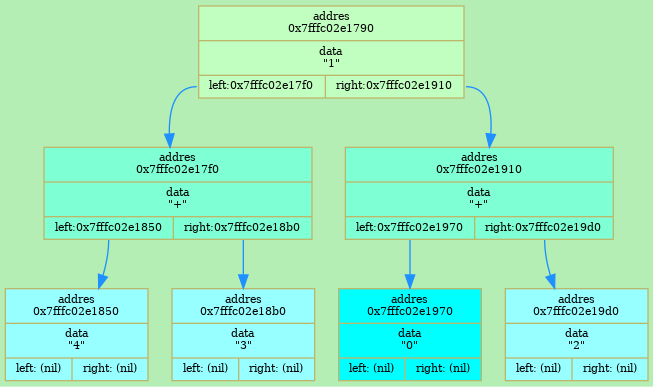 addres
0x7fffc02e1790
data
"1"
left:0x7fffc02e17f0 right:0x7fffc02e1910
addres
0x7fffc02e17f0
data
"+"
left:0x7fffc02e1850 right:0x7fffc02e18b0
addres
0x7fffc02e1910
data
"+"
left:0x7fffc02e1970 right:0x7fffc02e19d0
addres
0x7fffc02e1850
data
"4"
left: (nil) right: (nil)
addres
0x7fffc02e18b0
data
"3"
left: (nil) right: (nil)
addres
0x7fffc02e1970
data
"0"
left: (nil) right: (nil)
addres
0x7fffc02e19d0
data
"2"
left: (nil) right: (nil)